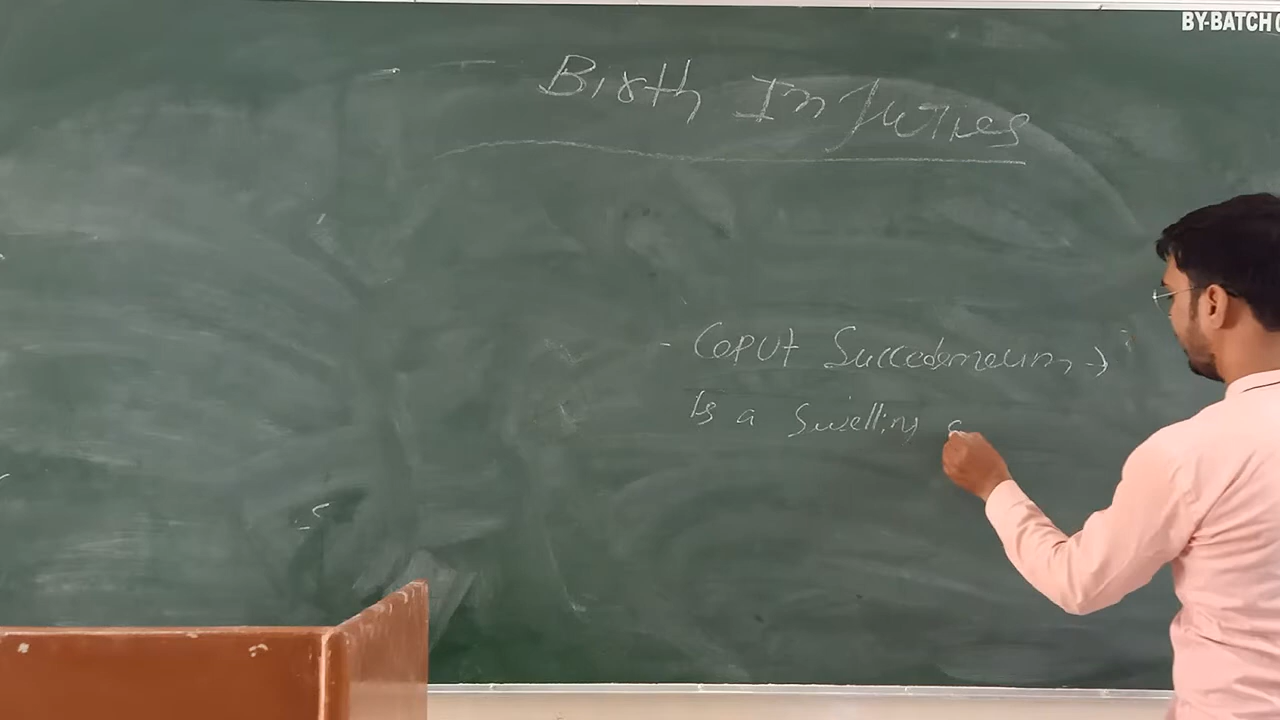 BY-BATCH
Birth Injuries
- Caput Succedaneum →
Is a Swelling